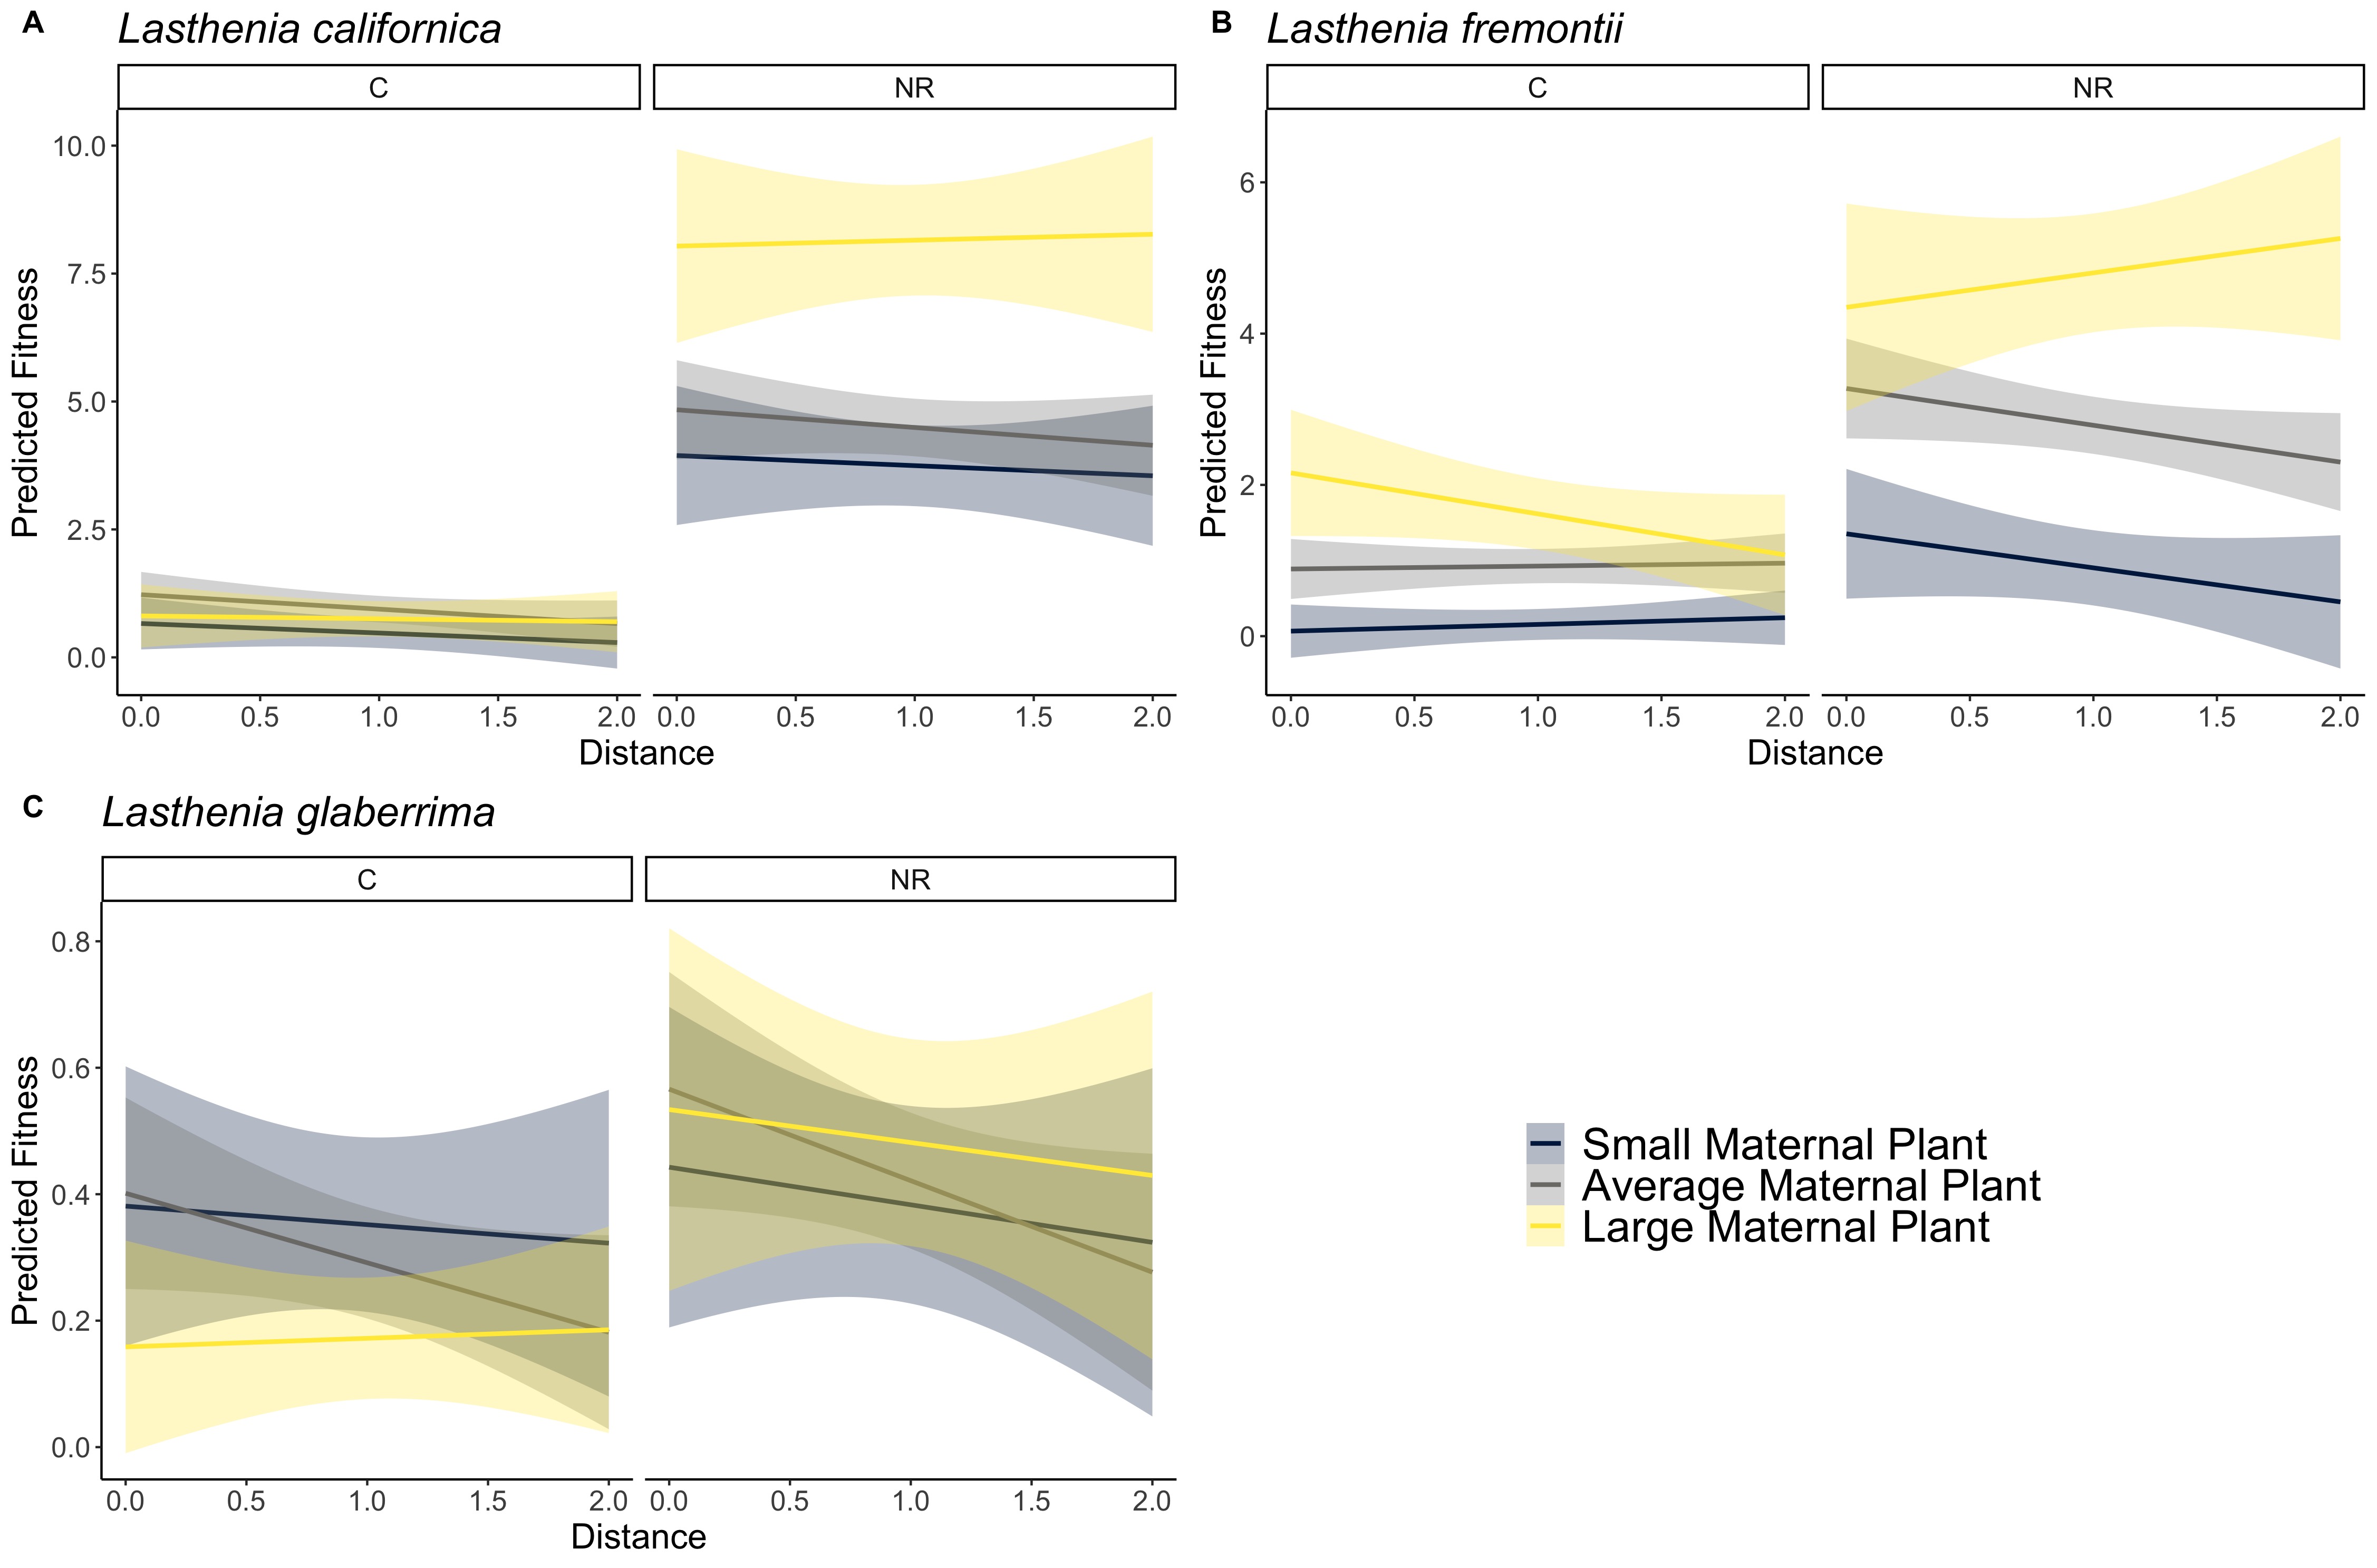 A Lasthenia californica
C NR
10.0
7.5
5.0
2.5
0.0
Predicted Fitness
0.0 0.5 1.0 1.5 2.0 0.0 0.5 1.0 1.5 2.0
Distance
B Lasthenia fremontii
C NR
6
4
2
0
Predicted Fitness
0.0 0.5 1.0 1.5 2.0 0.0 0.5 1.0 1.5 2.0
Distance
C Lasthenia glaberrima
C NR
0.8
0.6
0.4
0.2
0.0
Predicted Fitness
0.0 0.5 1.0 1.5 2.0 0.0 0.5 1.0 1.5 2.0
Distance
Small Maternal Plant
Average Maternal Plant
Large Maternal Plant